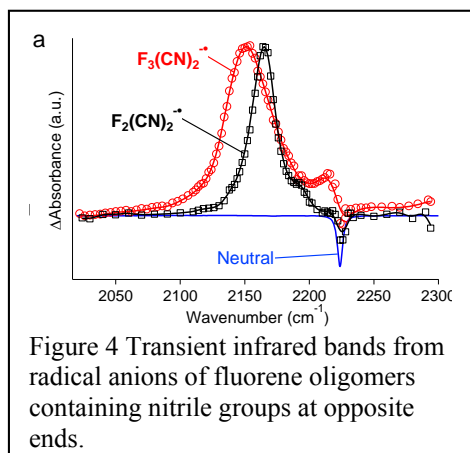 a
F₃(CN)₂⁻•
F₂(CN)₂⁻•
ΔAbsorbance (a.u.)
Neutral
2050 2100 2150 2200 2250 2300
Wavenumber (cm⁻¹)
Figure 4 Transient infrared bands from
radical anions of fluorene oligomers
containing nitrile groups at opposite
ends.